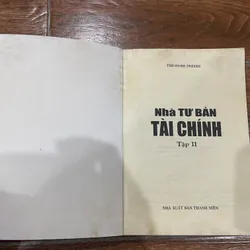 THEODORE DREISER
Nhà TƯ BẢN
TÀI CHÍNH
Tập II
NHÀ XUẤT BẢN THANH NIÊN